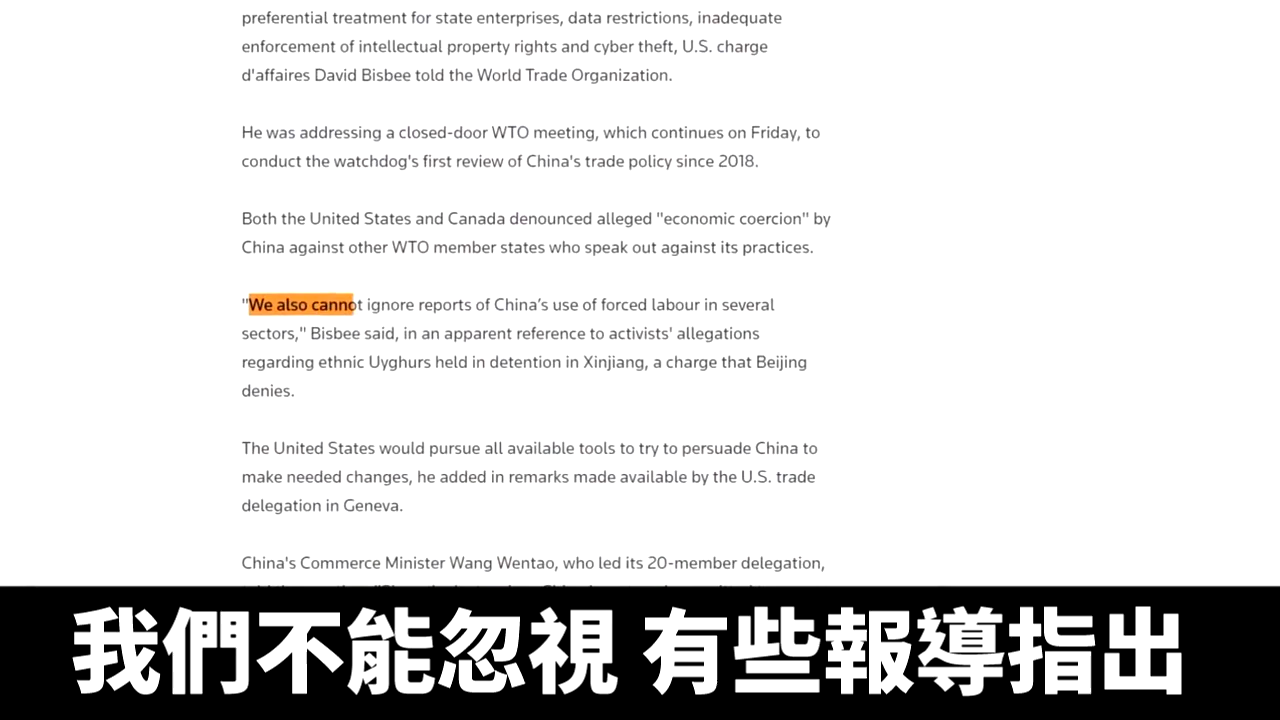 preferential treatment for state enterprises, data restrictions, inadequate
enforcement of intellectual property rights and cyber theft, U.S. charge
d'affaires David Bisbee told the World Trade Organization.
He was addressing a closed-door WTO meeting, which continues on Friday, to
conduct the watchdog's first review of China's trade policy since 2018.
Both the United States and Canada denounced alleged "economic coercion" by
China against other WTO member states who speak out against its practices.
"We also cannot ignore reports of China’s use of forced labour in several
sectors," Bisbee said, in an apparent reference to activists' allegations
regarding ethnic Uyghurs held in detention in Xinjiang, a charge that Beijing
denies.
The United States would pursue all available tools to try to persuade China to
make needed changes, he added in remarks made available by the U.S. trade
delegation in Geneva.
China's Commerce Minister Wang Wentao, who led its 20-member delegation,
我們不能忽視 有些報導指出